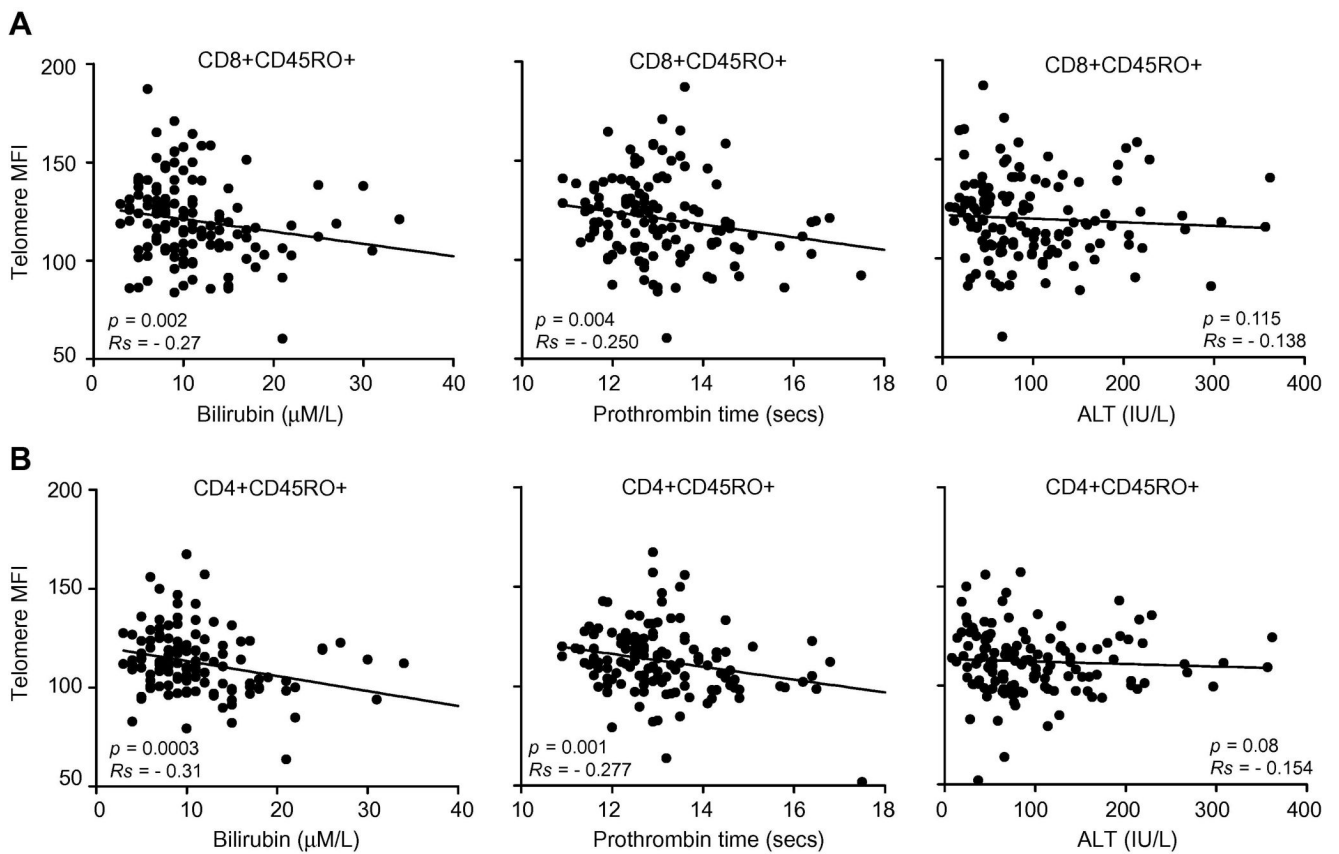 A
CD8+CD45RO+
CD8+CD45RO+
CD8+CD45RO+
Telomere MFI
200
150
100
50
p = 0.002
Rs = - 0.27
p = 0.004
Rs = - 0.250
p = 0.115
Rs = - 0.138
0 10 20 30 40
10 12 14 16 18
0 100 200 300 400
Bilirubin (μM/L)
Prothrombin time (secs)
ALT (IU/L)
B
CD4+CD45RO+
CD4+CD45RO+
CD4+CD45RO+
Telomere MFI
200
150
100
50
p = 0.0003
Rs = - 0.31
p = 0.001
Rs = - 0.277
p = 0.08
Rs = - 0.154
0 10 20 30 40
10 12 14 16 18
0 100 200 300 400
Bilirubin (μM/L)
Prothrombin time (secs)
ALT (IU/L)